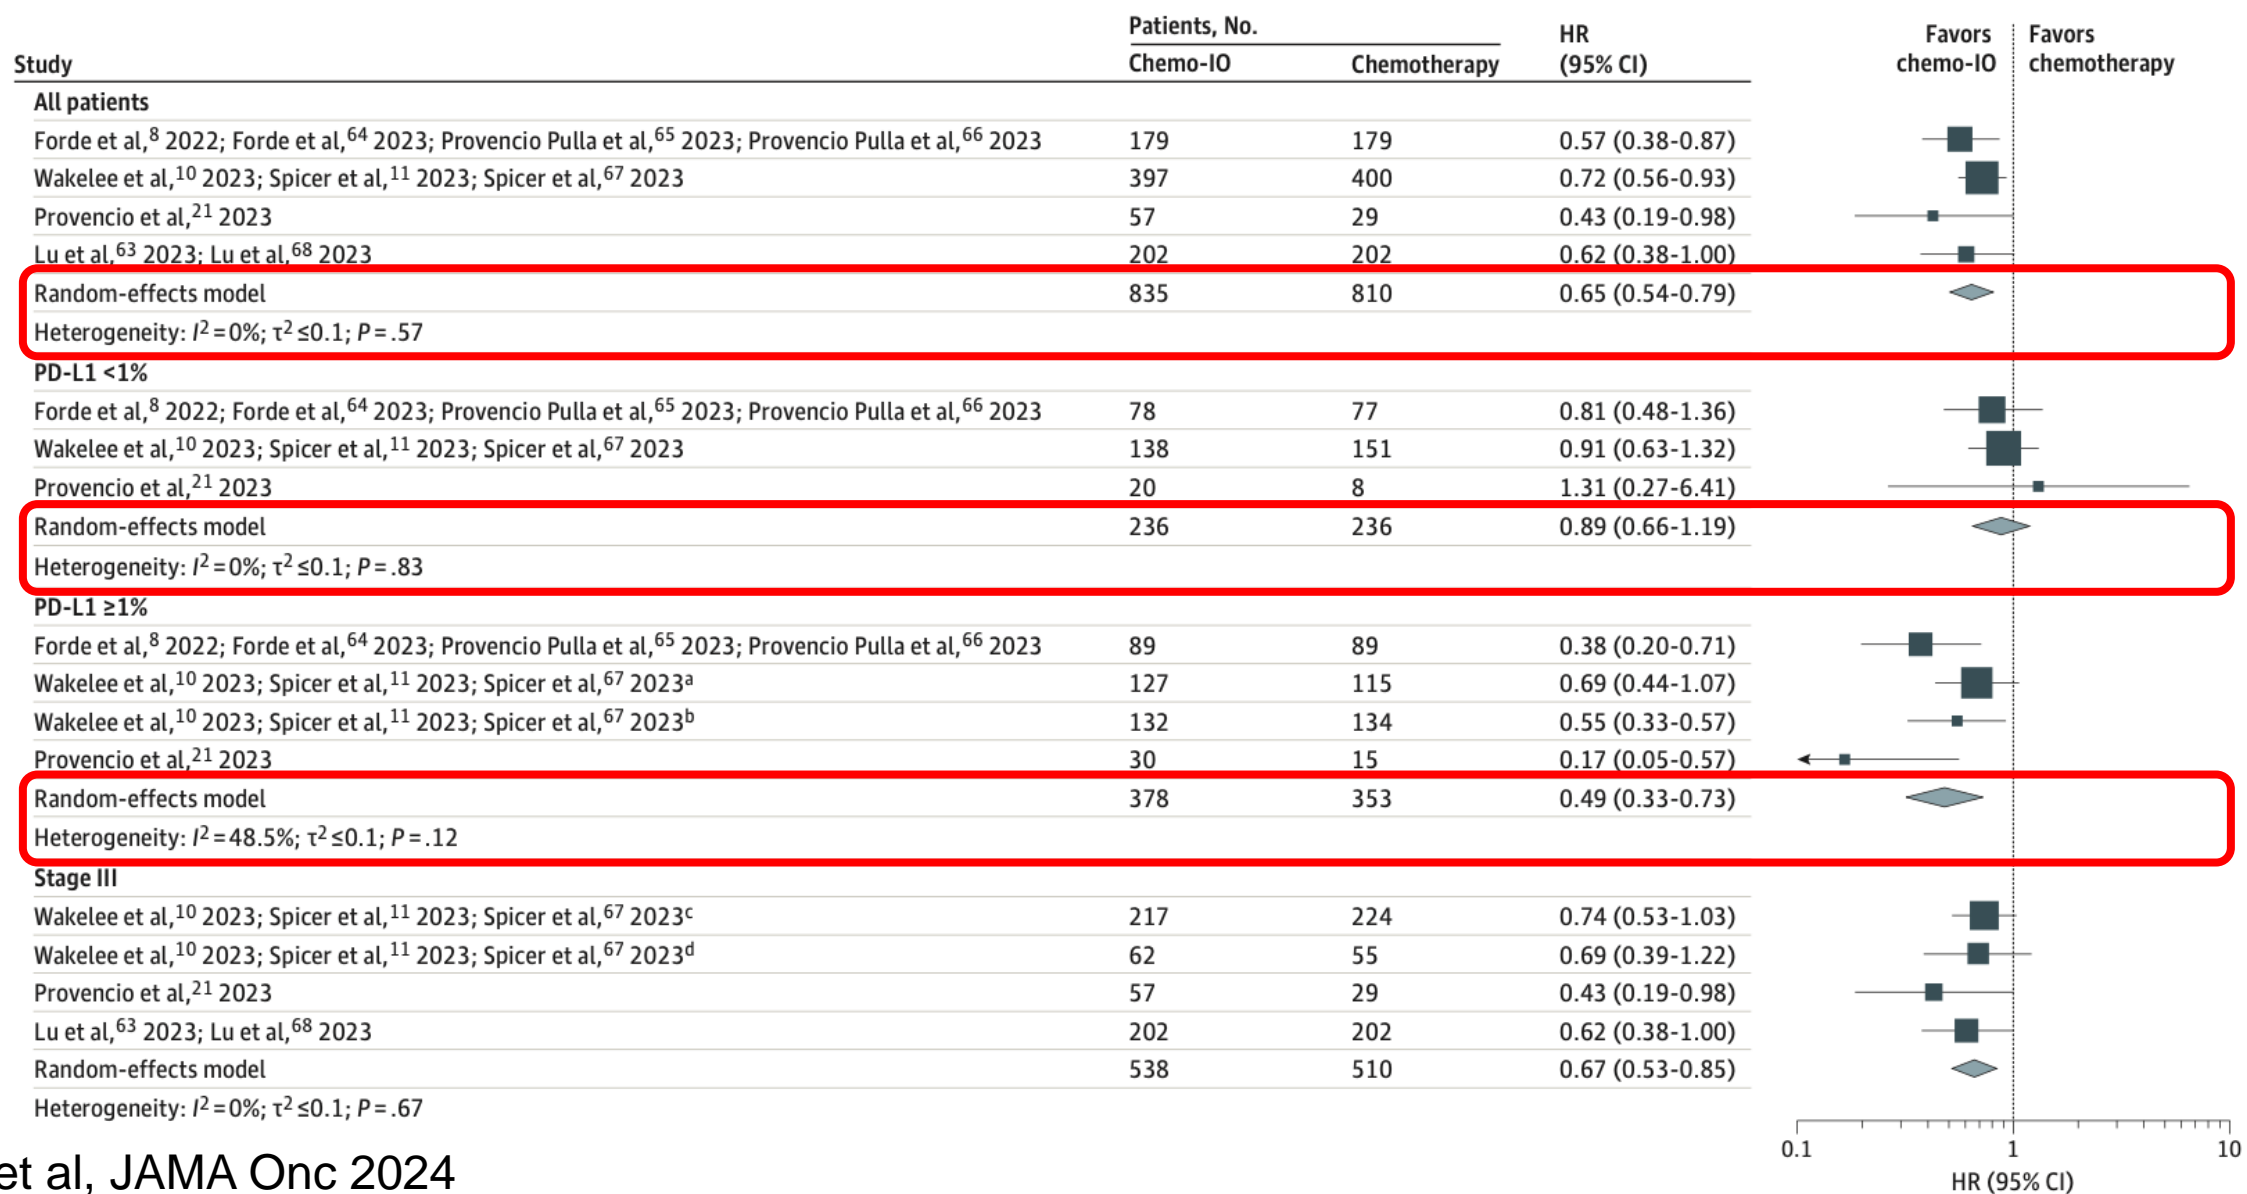 Patients, No.
HR
Favors
Favors
Study
Chemo-IO
Chemotherapy
(95% CI)
chemo-IO
chemotherapy
All patients
Forde et al,8 2022; Forde et al,64 2023; Provencio Pulla et al,65 2023; Provencio Pulla et al,66 2023 179 179 0.57 (0.38-0.87)
Wakelee et al,10 2023; Spicer et al,11 2023; Spicer et al,67 2023 397 400 0.72 (0.56-0.93)
Provencio et al,21 2023 57 29 0.43 (0.19-0.98)
Lu et al,63 2023; Lu et al,68 2023 202 202 0.62 (0.38-1.00)
Random-effects model 835 810 0.65 (0.54-0.79)
Heterogeneity: I2=0%; τ2≤0.1; P=.57
PD-L1 <1%
Forde et al,8 2022; Forde et al,64 2023; Provencio Pulla et al,65 2023; Provencio Pulla et al,66 2023 78 77 0.81 (0.48-1.36)
Wakelee et al,10 2023; Spicer et al,11 2023; Spicer et al,67 2023 138 151 0.91 (0.63-1.32)
Provencio et al,21 2023 20 8 1.31 (0.27-6.41)
Random-effects model 236 236 0.89 (0.66-1.19)
Heterogeneity: I2=0%; τ2≤0.1; P=.83
PD-L1 ≥1%
Forde et al,8 2022; Forde et al,64 2023; Provencio Pulla et al,65 2023; Provencio Pulla et al,66 2023 89 89 0.38 (0.20-0.71)
Wakelee et al,10 2023; Spicer et al,11 2023; Spicer et al,67 2023a 127 115 0.69 (0.44-1.07)
Wakelee et al,10 2023; Spicer et al,11 2023; Spicer et al,67 2023b 132 134 0.55 (0.33-0.57)
Provencio et al,21 2023 30 15 0.17 (0.05-0.57)
Random-effects model 378 353 0.49 (0.33-0.73)
Heterogeneity: I2=48.5%; τ2≤0.1; P=.12
Stage III
Wakelee et al,10 2023; Spicer et al,11 2023; Spicer et al,67 2023c 217 224 0.74 (0.53-1.03)
Wakelee et al,10 2023; Spicer et al,11 2023; Spicer et al,67 2023d 62 55 0.69 (0.39-1.22)
Provencio et al,21 2023 57 29 0.43 (0.19-0.98)
Lu et al,63 2023; Lu et al,68 2023 202 202 0.62 (0.38-1.00)
Random-effects model 538 510 0.67 (0.53-0.85)
Heterogeneity: I2=0%; τ2≤0.1; P=.67
0.1 1 10
HR (95% CI)
et al, JAMA Onc 2024